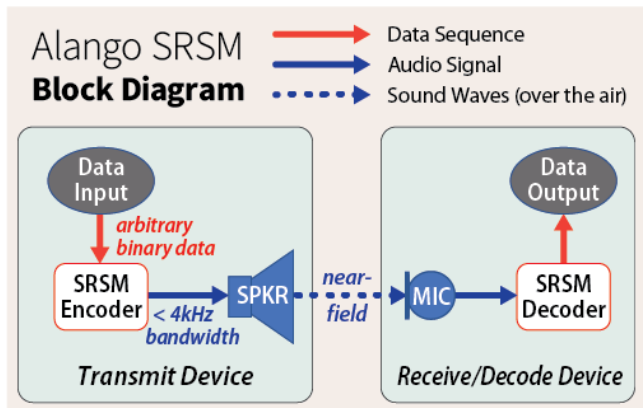 Alango SRSM
Block Diagram
Data Sequence
Audio Signal
Sound Waves (over the air)
Data
Input
arbitrary
binary data
SRSM
Encoder
< 4kHz
bandwidth
SPKR
Transmit Device
near-
field
MIC
Data
Output
SRSM
Decoder
Receive/Decode Device